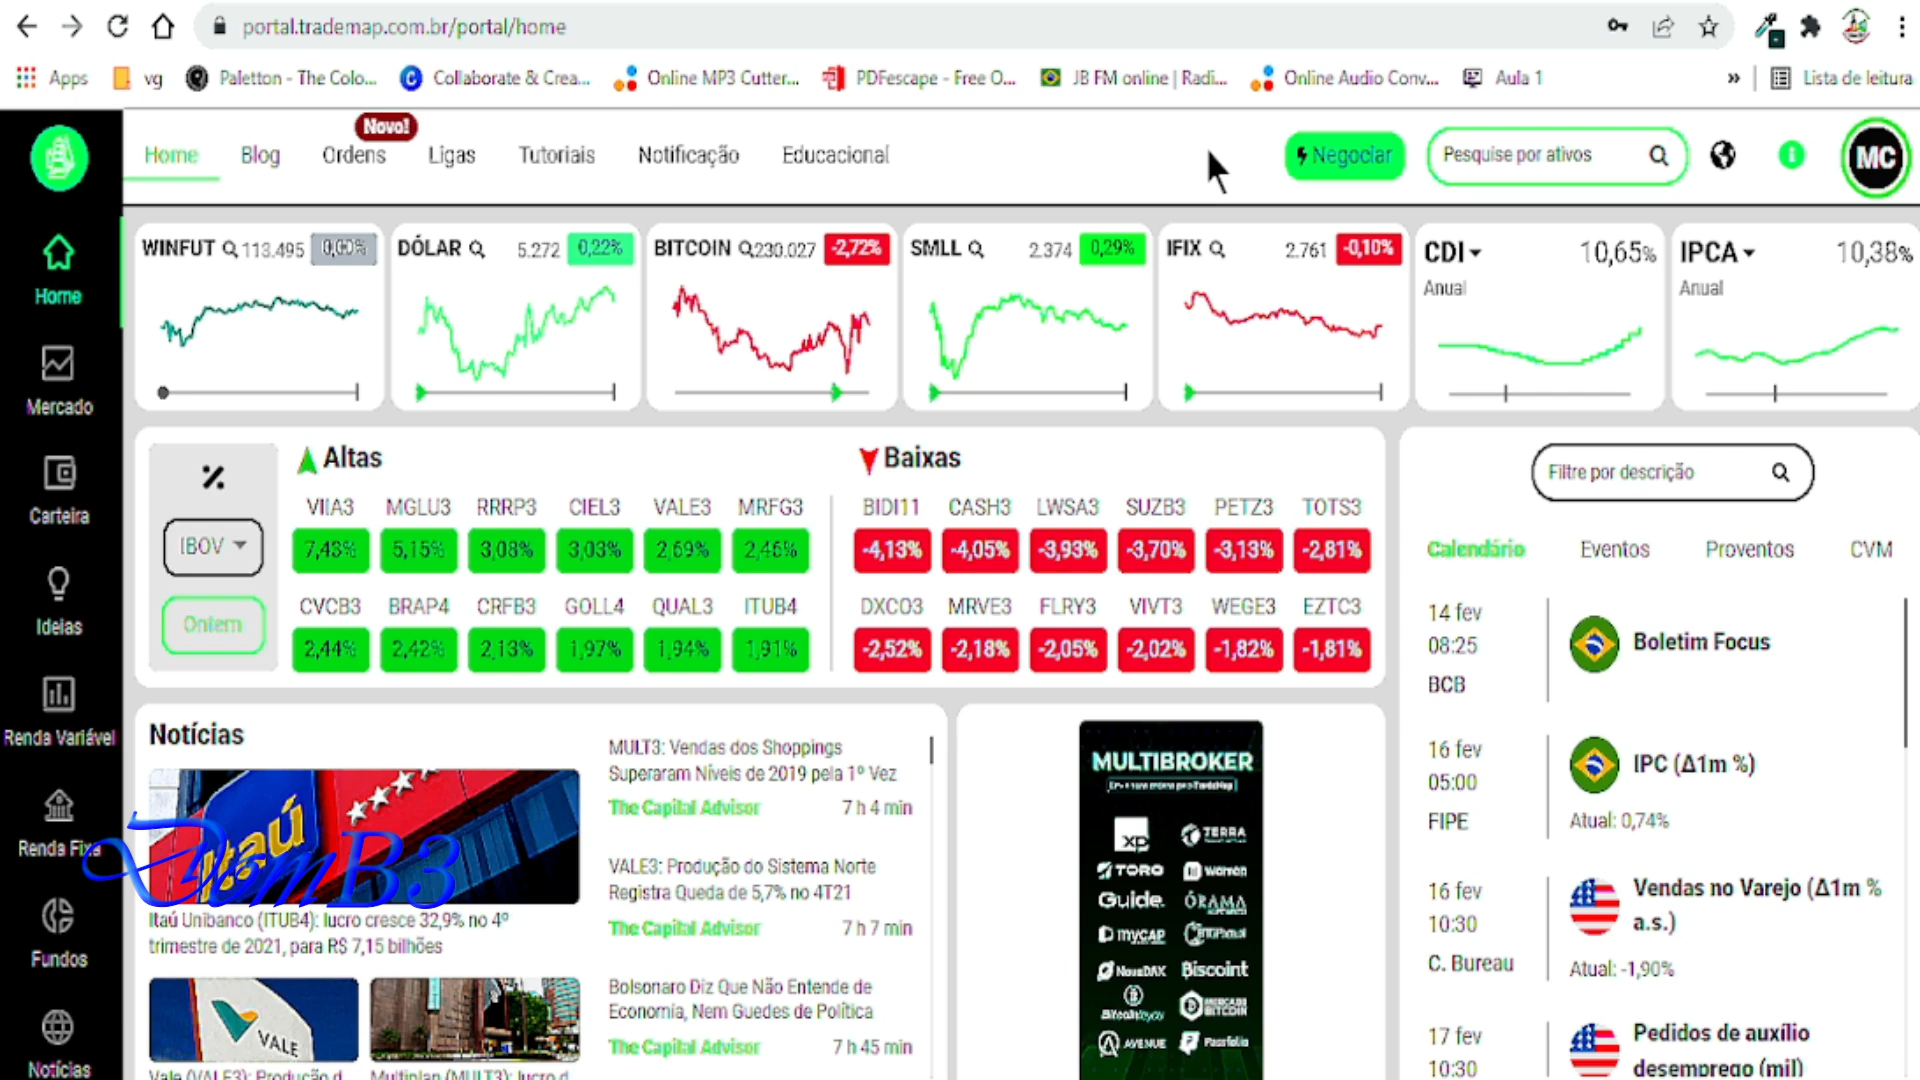 portal.trademap.com.br/portal/home
Apps
vg
Paletton - The Colo...
Collaborate & Crea...
Online MP3 Cutter...
PDFescape - Free O...
JB FM online | Radi...
Online Audio Conv...
Aula 1
»
Lista de leitura
Novo!
Home
Blog
Ordens
Ligas
Tutoriais
Notificação
Educacional
Negociar
Pesquise por ativos
MC
Home
Mercado
Carteira
Ideias
Renda Variável
Renda Fixa
Fundos
Notícias
WINFUT 113.495 0,00%
DÓLAR 5.272 0,22%
BITCOIN 230.027 -2,72%
SMLL 2.374 0,29%
IFIX 2.761 -0,10%
CDI 10,65%
Anual
IPCA 10,38%
Anual
%
IBOV
Ontem
Altas
VIIA3 MGLU3 RRRP3 CIEL3 VALE3 MRFG3
7,43% 5,15% 3,08% 3,03% 2,69% 2,46%
CVCB3 BRAP4 CRFB3 GOLL4 QUAL3 ITUB4
2,44% 2,42% 2,13% 1,97% 1,94% 1,91%
Baixas
BIDI11 CASH3 LWSA3 SUZB3 PETZ3 TOTS3
-4,13% -4,05% -3,93% -3,70% -3,13% -2,81%
DXCO3 MRVE3 FLRY3 VIVT3 WEGE3 EZTC3
-2,52% -2,18% -2,05% -2,02% -1,82% -1,81%
Notícias
Itaú
DomB3
Itaú Unibanco (ITUB4): lucro cresce 32,9% no 4º
trimestre de 2021, para R$ 7,15 bilhões
VALE
Vale (VALE3): Produção d
Multiplan (MULT3): lucro d
MULT3: Vendas dos Shoppings
Superaram Níveis de 2019 pela 1º Vez
The Capital Advisor 7 h 4 min
VALE3: Produção do Sistema Norte
Registra Queda de 5,7% no 4T21
The Capital Advisor 7 h 7 min
Bolsonaro Diz Que Não Entende de
Economia, Nem Guedes de Política
The Capital Advisor 7 h 45 min
MULTIBROKER
xp TERRA
TORO warren
Guide. ÓRAMA
myCAP
NovaDAX Biscoint
MERCADO BITCOIN
AVENUE Passfolio
Filtre por descrição
Calendário
Eventos
Proventos
CVM
14 fev
08:25
BCB
Boletim Focus
16 fev
05:00
FIPE
IPC (Δ1m %)
Atual: 0,74%
16 fev
10:30
C. Bureau
Vendas no Varejo (Δ1m %
a.s.)
Atual: -1,90%
17 fev
10:30
Pedidos de auxílio
desemprego (mil)